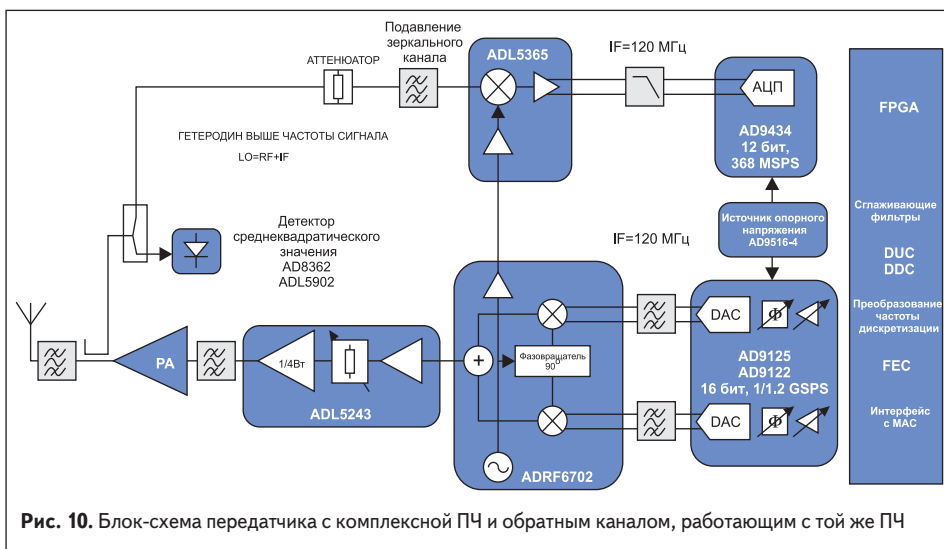 Подавление
зеркального
канала
АТТЕНЮАТОР
ADL5365
IF=120 МГц
АЦП
AD9434
12 бит,
368 MSPS
FPGA
ГЕТЕРОДИН ВЫШЕ ЧАСТОТЫ СИГНАЛА
LO=RF+IF
Детектор
среднеквадратического
значения
AD8362
ADL5902
Источник опорного
напряжения
AD9516-4
IF=120 МГц
Сглаживающие
фильтры
DUC
DDC
Преобразование
частоты
дискретизации
FEC
Интерфейс
с MAC
PA
1/4Вт
ADL5243
+
Фазовращатель
90°
ADRF6702
DAC
Ф
AD9125
AD9122
16 бит, 1/1.2 GSPS
DAC
Ф
Рис. 10. Блок-схема передатчика с комплексной ПЧ и обратным каналом, работающим с той же ПЧ